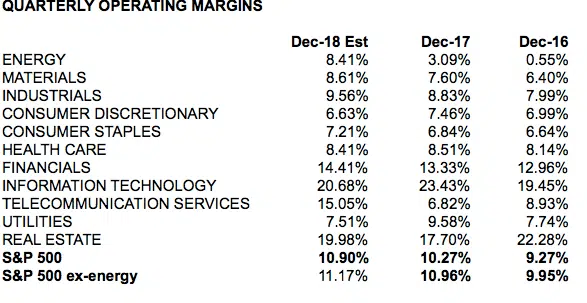 QUARTERLY OPERATING MARGINS
Dec-18 Est Dec-17 Dec-16
ENERGY 8.41% 3.09% 0.55%
MATERIALS 8.61% 7.60% 6.40%
INDUSTRIALS 9.56% 8.83% 7.99%
CONSUMER DISCRETIONARY 6.63% 7.46% 6.99%
CONSUMER STAPLES 7.21% 6.84% 6.64%
HEALTH CARE 8.41% 8.51% 8.14%
FINANCIALS 14.41% 13.33% 12.96%
INFORMATION TECHNOLOGY 20.68% 23.43% 19.45%
TELECOMMUNICATION SERVICES 15.05% 6.82% 8.93%
UTILITIES 7.51% 9.58% 7.74%
REAL ESTATE 19.98% 17.70% 22.28%
S&P 500 10.90% 10.27% 9.27%
S&P 500 ex-energy 11.17% 10.96% 9.95%